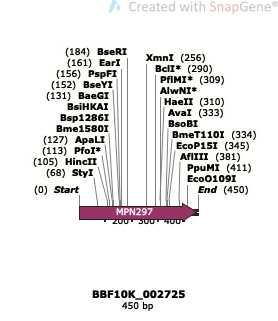 Created with SnapGene®
(184) BseRI
(161) EarI
(156) PspFI
(152) BseYI
(131) BaeGI
BsiHKAI
Bsp1286I
Bme1580I
(127) ApaLI
(113) PfoI*
(105) HincII
(68) StyI
(0) Start
XmnI (256)
BclI* (290)
PflMI* (309)
AlwNI*
HaeII (310)
AvaI (333)
BsoBI
BmeT110I (334)
EcoP15I (345)
AflIII (381)
PpuMI (411)
EcoO109I
End (450)
MPN297
200 300 400
BBF10K_002725
450 bp